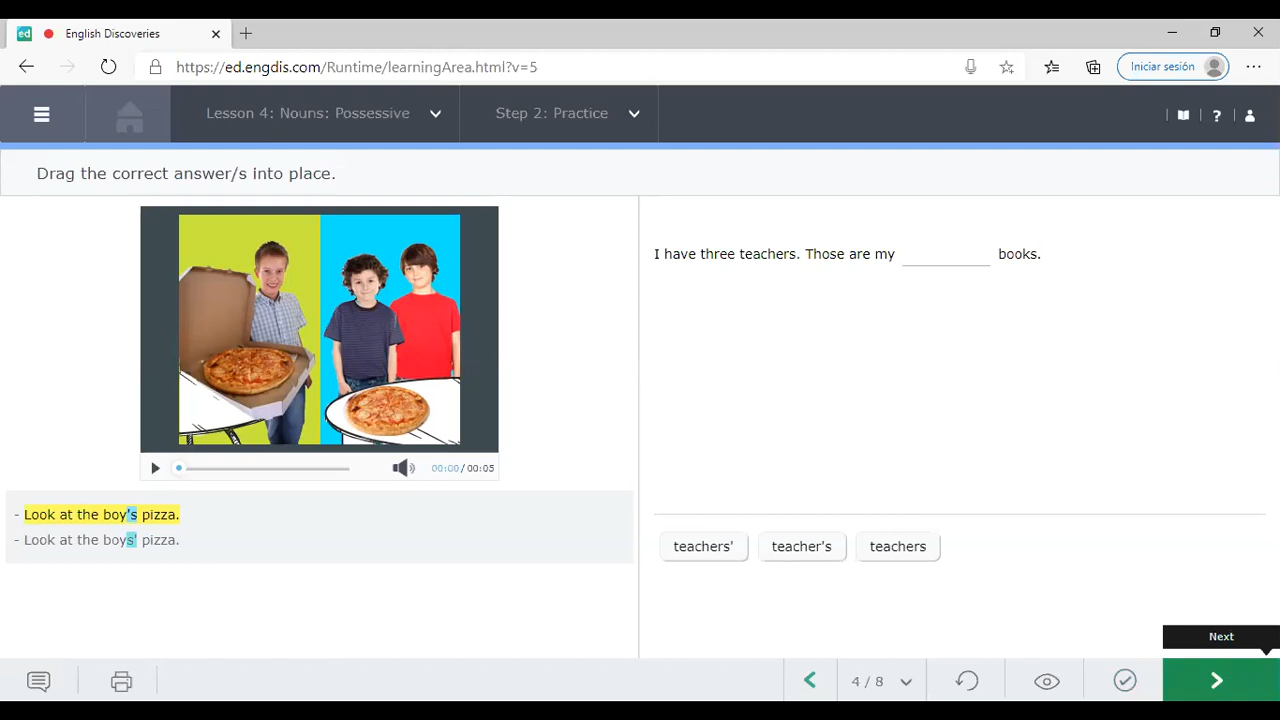 English Discoveries
https://ed.engdis.com/Runtime/learningArea.html?v=5
Iniciar sesión
Lesson 4: Nouns: Possessive
Step 2: Practice
?
Drag the correct answer/s into place.
00:00 / 00:05
- Look at the boy's pizza.
- Look at the boys' pizza.
I have three teachers. Those are my __________ books.
teachers' teacher's teachers
Next
4 / 8